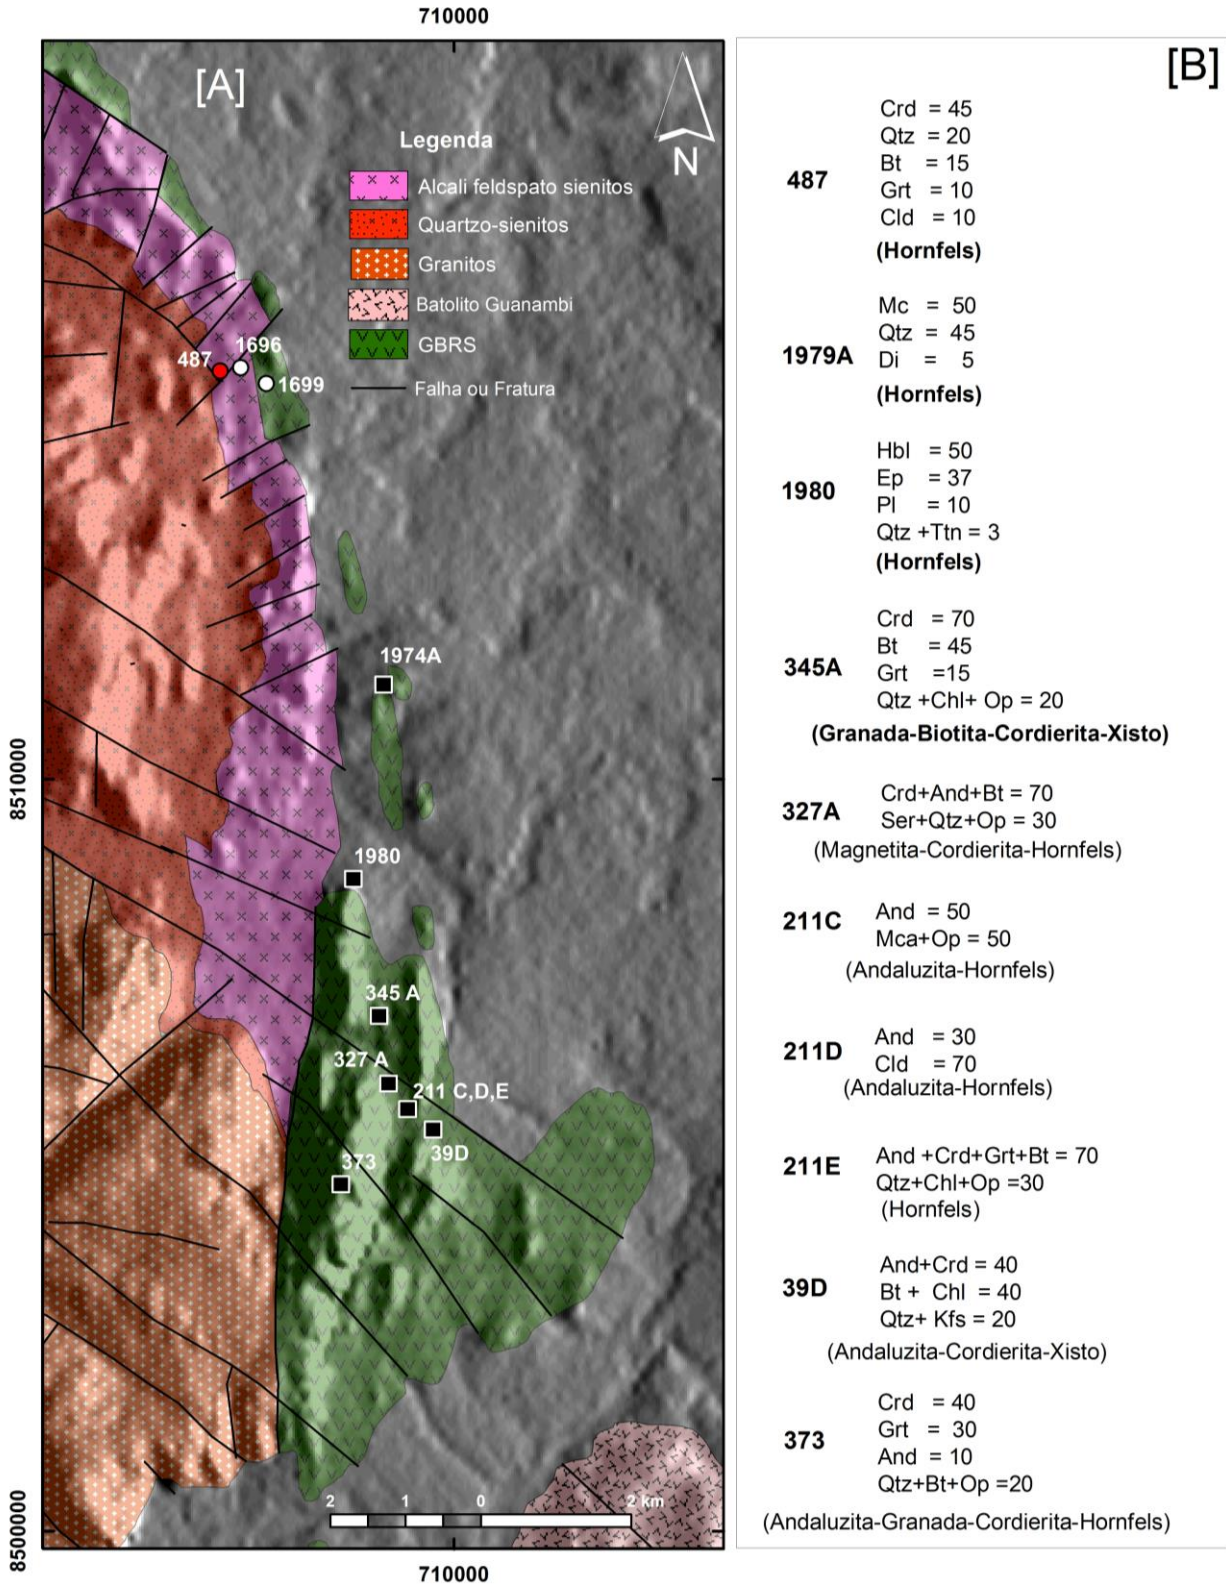 710000
[A]
Legenda
Alcali feldspato sienitos
Quartzo-sienitos
Granitos
Batolito Guanambi
GBRS
Falha ou Fratura
N
487
1696
1699
1974A
8510000
1980
345 A
327 A
211 C,D,E
39D
373
8500000
2 1 0 2 km
710000
[B]
487
Crd = 45
Qtz = 20
Bt = 15
Grt = 10
Cld = 10
(Hornfels)
1979A
Mc = 50
Qtz = 45
Di = 5
(Hornfels)
1980
Hbl = 50
Ep = 37
Pl = 10
Qtz +Ttn = 3
(Hornfels)
345A
Crd = 70
Bt = 45
Grt =15
Qtz +Chl+ Op = 20
(Granada-Biotita-Cordierita-Xisto)
327A
Crd+And+Bt = 70
Ser+Qtz+Op = 30
(Magnetita-Cordierita-Hornfels)
211C
And = 50
Mca+Op = 50
(Andaluzita-Hornfels)
211D
And = 30
Cld = 70
(Andaluzita-Hornfels)
211E
And +Crd+Grt+Bt = 70
Qtz+Chl+Op =30
(Hornfels)
39D
And+Crd = 40
Bt + Chl = 40
Qtz+ Kfs = 20
(Andaluzita-Cordierita-Xisto)
373
Crd = 40
Grt = 30
And = 10
Qtz+Bt+Op =20
(Andaluzita-Granada-Cordierita-Hornfels)